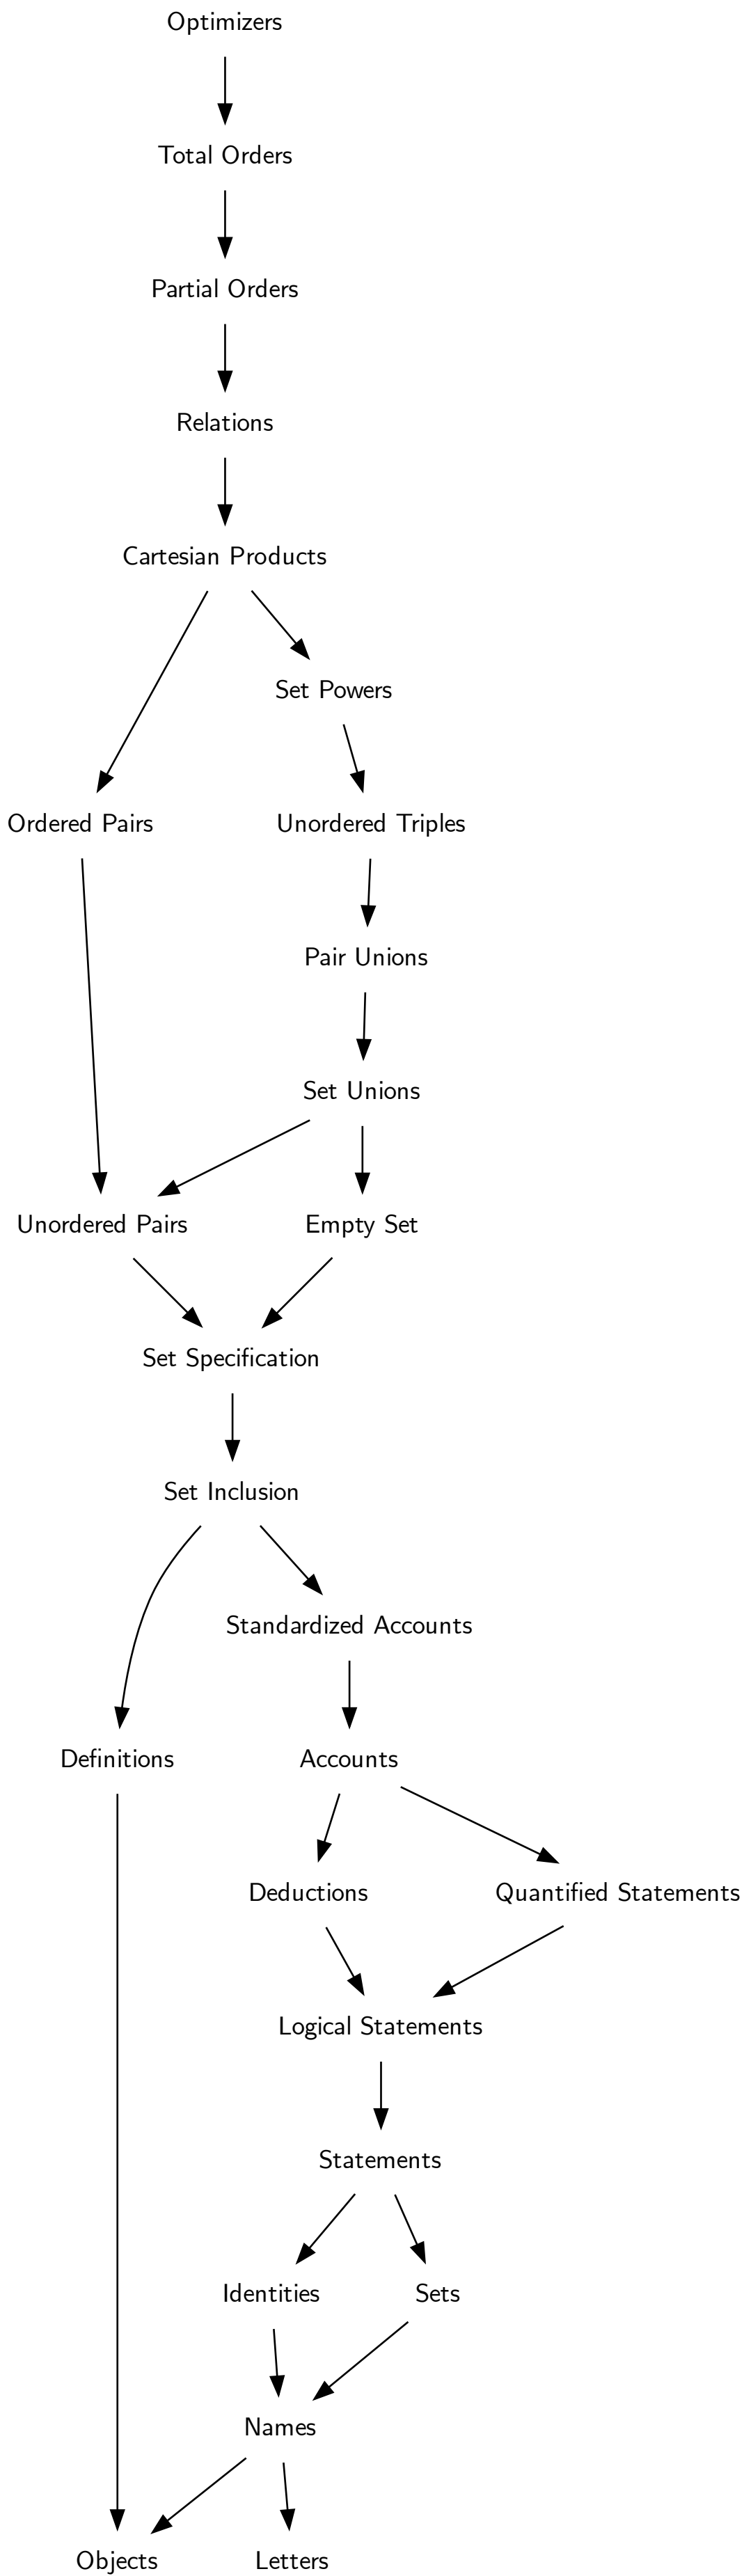 Optimizers
Total Orders
Partial Orders
Relations
Cartesian Products
Set Powers
Ordered Pairs
Unordered Triples
Pair Unions
Set Unions
Unordered Pairs
Empty Set
Set Specification
Set Inclusion
Standardized Accounts
Definitions
Accounts
Deductions
Quantified Statements
Logical Statements
Statements
Identities
Sets
Names
Objects
Letters